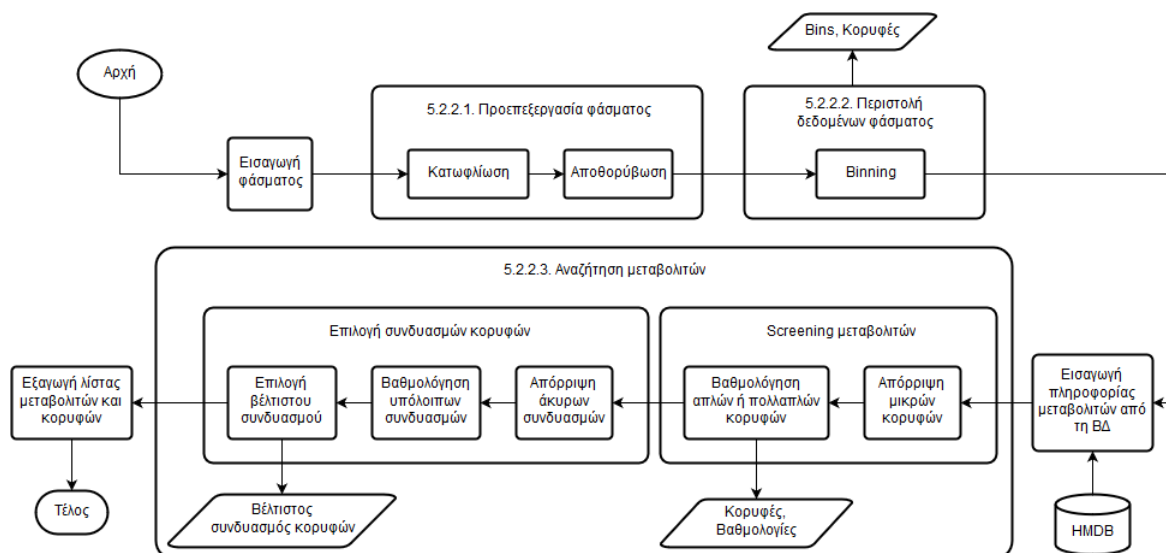 Bins, Κορυφές
Αρχή
5.2.2.1. Προεπεξεργασία φάσματος
5.2.2.2. Περιστολή
δεδομένων φάσματος
Εισαγωγή
φάσματος
Κατωφλίωση
Αποθορύβωση
Binning
5.2.2.3. Αναζήτηση μεταβολιτών
Επιλογή συνδυασμών κορυφών
Screening μεταβολιτών
Εξαγωγή λίστας
μεταβολιτών και
κορυφών
Επιλογή
βέλτιστου
συνδυασμού
Βαθμολόγηση
υπόλοιπων
συνδυασμών
Απόρριψη
άκυρων
συνδυασμών
Βαθμολόγηση
απλών ή πολλαπλών
κορυφών
Απόρριψη
μικρών
κορυφών
Εισαγωγή
πληροφορίας
μεταβολιτών από
τη ΒΔ
Τέλος
Βέλτιστος
συνδυασμός κορυφών
Κορυφές,
Βαθμολογίες
HMDB